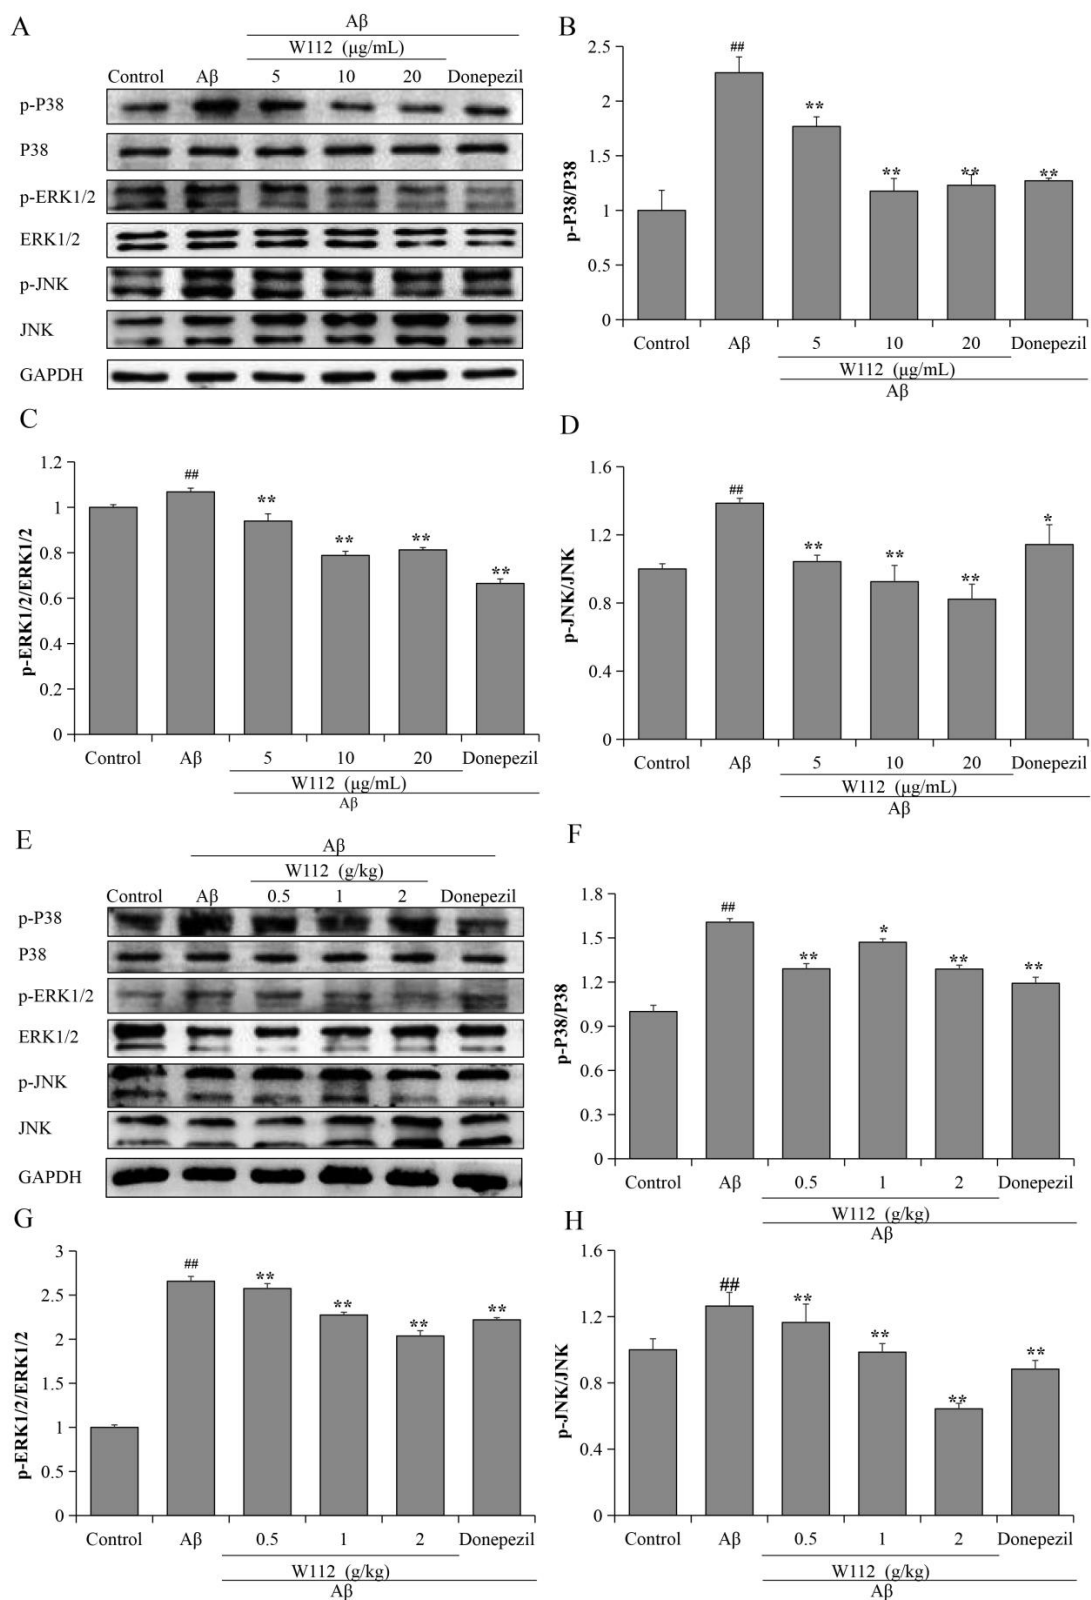 A
Aβ
W112 (μg/mL)
Control Aβ 5 10 20 Donepezil
p-P38
P38
p-ERK1/2
ERK1/2
p-JNK
JNK
GAPDH
B
p-P38/P38
2.5
2
1.5
1
0.5
0
##
**
**
**
**
Control Aβ 5 10 20 Donepezil
W112 (μg/mL)
Aβ
C
p-ERK1/2/ERK1/2
1.2
1
0.8
0.6
0.4
0.2
0
##
**
**
**
**
Control Aβ 5 10 20 Donepezil
W112 (μg/mL)
Aβ
D
p-JNK/JNK
1.6
1.2
0.8
0.4
0
##
**
**
**
*
Control Aβ 5 10 20 Donepezil
W112 (μg/mL)
Aβ
E
Aβ
W112 (g/kg)
Control Aβ 0.5 1 2 Donepezil
p-P38
P38
p-ERK1/2
ERK1/2
p-JNK
JNK
GAPDH
F
p-P38/P38
1.8
1.5
1.2
0.9
0.6
0.3
0
##
**
*
**
**
Control Aβ 0.5 1 2 Donepezil
W112 (g/kg)
Aβ
G
p-ERK1/2/ERK1/2
3
2.5
2
1.5
1
0.5
0
##
**
**
**
**
Control Aβ 0.5 1 2 Donepezil
W112 (g/kg)
Aβ
H
p-JNK/JNK
1.6
1.2
0.8
0.4
0
##
**
**
**
**
Control Aβ 0.5 1 2 Donepezil
W112 (g/kg)
Aβ